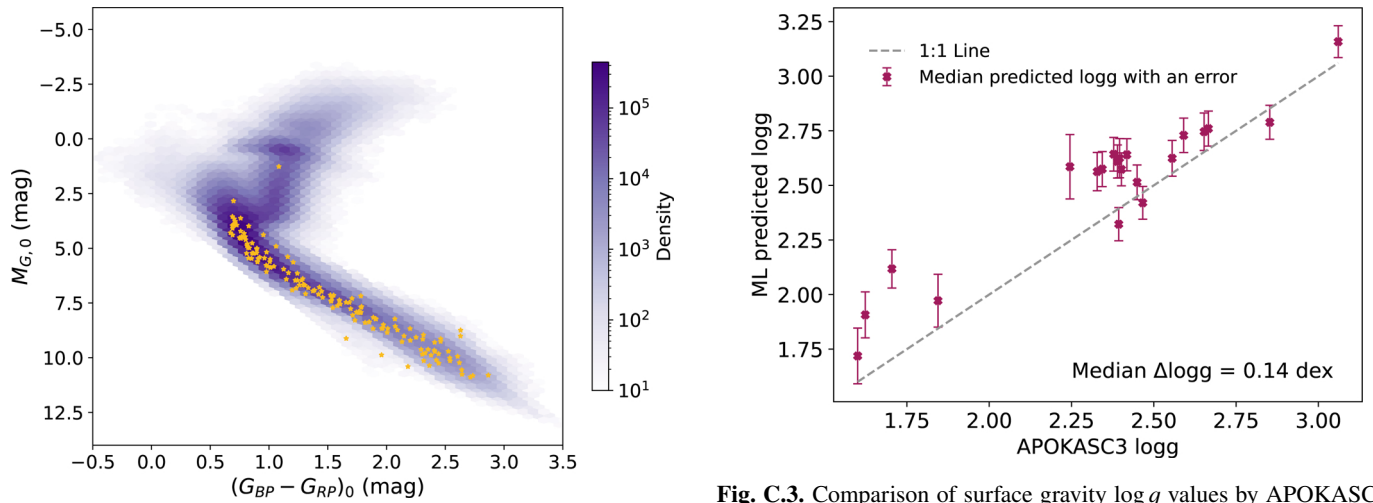 −5.0
−2.5
0.0
2.5
5.0
7.5
10.0
12.5
M_{G,0} (mag)
−0.5 0.0 0.5 1.0 1.5 2.0 2.5 3.0 3.5
(G_{BP} − G_{RP})_0 (mag)
10^5
10^4
10^3
10^2
10^1
Density
3.25
3.00
2.75
2.50
2.25
2.00
1.75
ML predicted logg
1:1 Line
Median predicted logg with an error
Median Δlogg = 0.14 dex
1.75 2.00 2.25 2.50 2.75 3.00
APOKASC3 logg
Fig. C.3. Comparison of surface gravity log g values by APOKASC